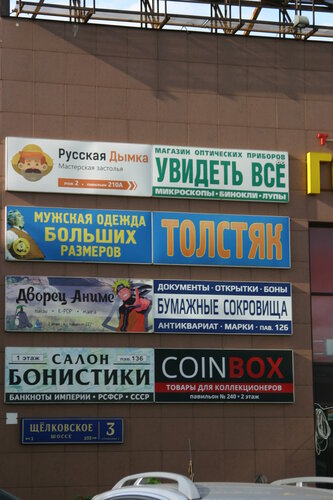 Русская Дымка
Мастерская застолья
этаж 2 • павильон 210А
МАГАЗИН ОПТИЧЕСКИХ ПРИБОРОВ
УВИДЕТЬ ВСЁ
МИКРОСКОПЫ • БИНОКЛИ • ЛУПЫ
П
МУЖСКАЯ ОДЕЖДА
БОЛЬШИХ
РАЗМЕРОВ
ТОЛСТЯК
Дворец Аниме
K-POP
ДОКУМЕНТЫ • ОТКРЫТКИ • БОНЫ
БУМАЖНЫЕ СОКРОВИЩА
АНТИКВАРИАТ • МАРКИ • ПАВ. 126
1 этаж
ПАВ. 136
САЛОН
БОНИСТИКИ
БАНКНОТЫ ИМПЕРИИ • РСФСР • СССР
COINBOX
ТОВАРЫ ДЛЯ КОЛЛЕКЦИОНЕРОВ
павильон № 240 • 2 этаж
ЩЁЛКОВСКОЕ
ШОССЕ
3